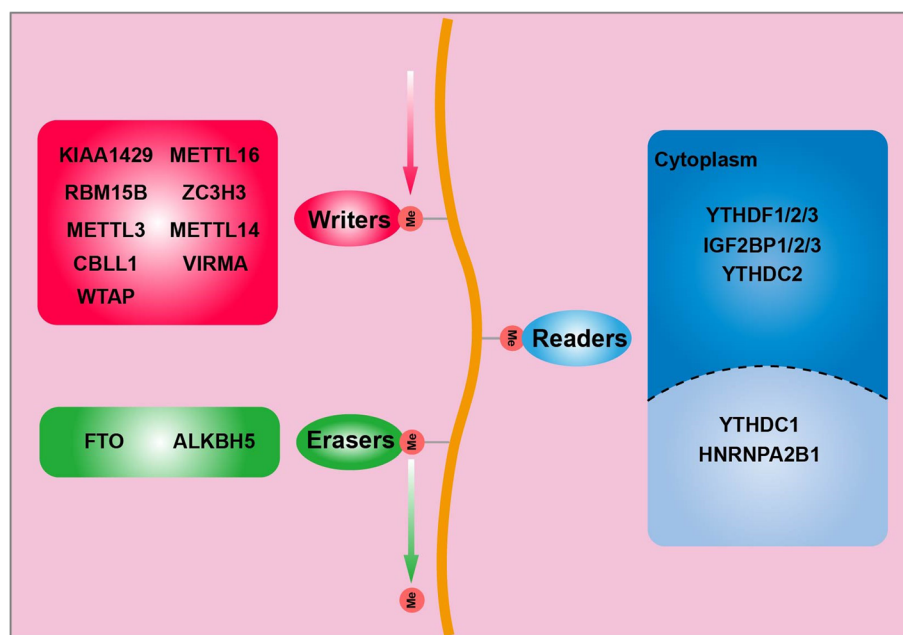 KIAA1429 METTL16
RBM15B ZC3H3
METTL3 METTL14
CBLL1 VIRMA
WTAP
Writers
Me
Cytoplasm
YTHDF1/2/3
IGF2BP1/2/3
YTHDC2
Me
Readers
YTHDC1
HNRNPA2B1
FTO ALKBH5
Erasers
Me
Me